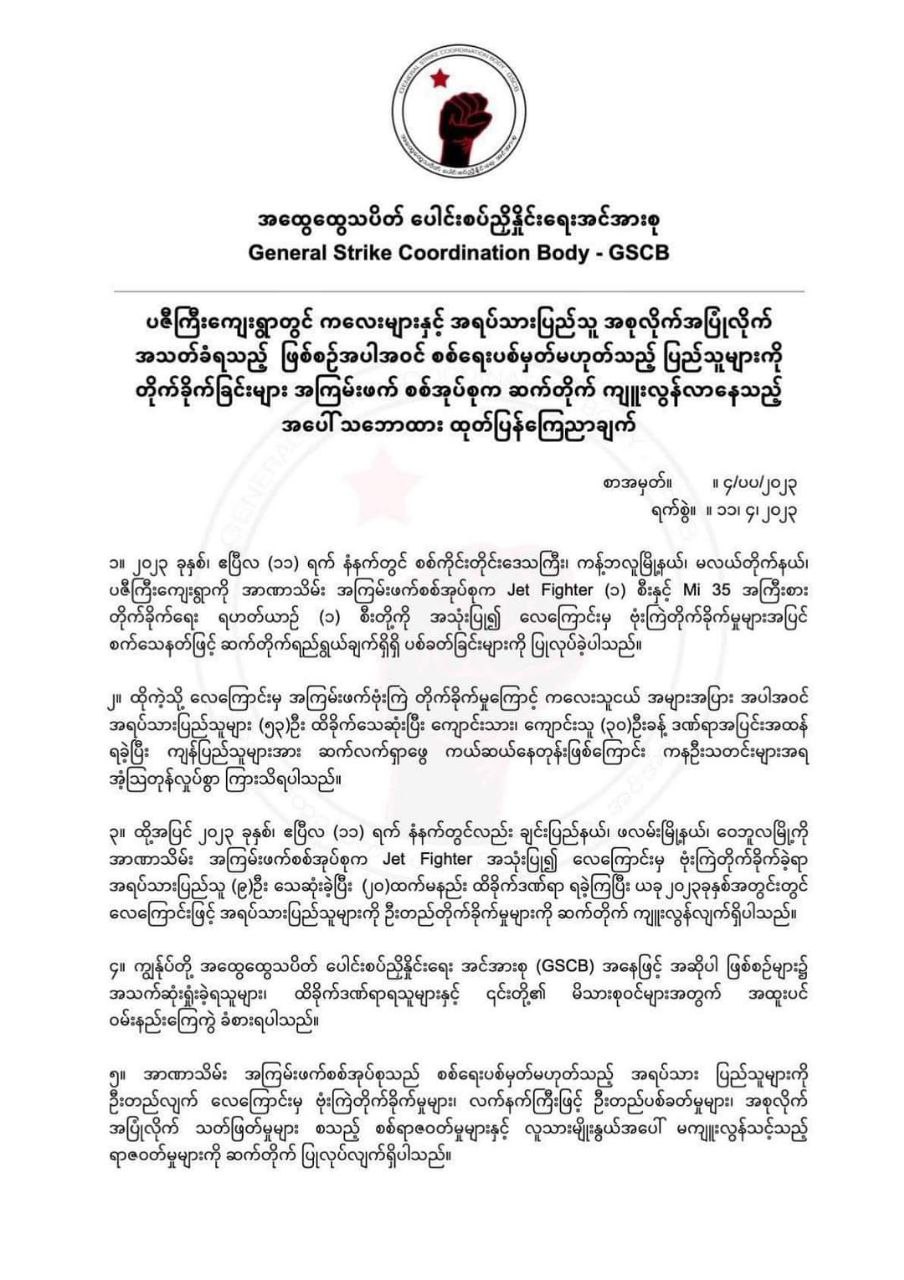 GENERAL STRIKE COORDINATION BODY - GSCB
အထွေထွေသပိတ် ပေါင်းစပ်ညှိနှိုင်းရေးအင်အားစု
General Strike Coordination Body - GSCB
ပဇီကြီးကျေးရွာတွင် ကလေးများနှင့် အရပ်သားပြည်သူ အစုလိုက်အပြုံလိုက်
အသတ်ခံရသည့် ဖြစ်စဉ်အပါအဝင် စစ်ရေးပစ်မှတ်မဟုတ်သည့် ပြည်သူများကို
တိုက်ခိုက်ခြင်းများ အကြမ်းဖက် စစ်အုပ်စုက ဆက်တိုက် ကျူးလွန်လာနေသည့်
အပေါ် သဘောထား ထုတ်ပြန်ကြေညာချက်
စာအမှတ်။ ။ ၄/ပပ/၂၀၂၃
ရက်စွဲ။ ။ ၁၁၊ ၄၊ ၂၀၂၃
၁။ ၂၀၂၃ ခုနှစ်၊ ဧပြီလ (၁၁) ရက် နံနက်တွင် စစ်ကိုင်းတိုင်းဒေသကြီး၊ ကန့်ဘလူမြို့နယ်၊ မလယ်တိုက်နယ်၊
ပဇီကြီးကျေးရွာကို အာဏာသိမ်း အကြမ်းဖက်စစ်အုပ်စုက Jet Fighter (၁) စီးနှင့် Mi 35 အကြီးစား
တိုက်ခိုက်ရေး ရဟတ်ယာဉ် (၁) စီးတို့ကို အသုံးပြု၍ လေကြောင်းမှ ဗုံးကြဲတိုက်ခိုက်မှုများအပြင်
စက်သေနတ်ဖြင့် ဆက်တိုက်ရည်ရွယ်ချက်ရှိရှိ ပစ်ခတ်ခြင်းများကို ပြုလုပ်ခဲ့ပါသည်။
၂။ ထိုကဲ့သို့ လေကြောင်းမှ အကြမ်းဖက်ဗုံးကြဲ တိုက်ခိုက်မှုကြောင့် ကလေးသူငယ် အများအပြား အပါအဝင်
အရပ်သားပြည်သူများ (၅၃)ဦး ထိခိုက်သေဆုံးပြီး ကျောင်းသား၊ ကျောင်းသူ (၃၀)ဦးခန့် ဒဏ်ရာအပြင်းအထန်
ရခဲ့ပြီး ကျန်ပြည်သူများအား ဆက်လက်ရှာဖွေ ကယ်ဆယ်နေတုန်းဖြစ်ကြောင်း ကနဦးသတင်းများအရ
အံ့သြတုန်လှုပ်စွာ ကြားသိရပါသည်။
၃။ ထို့အပြင် ၂၀၂၃ ခုနှစ်၊ ဧပြီလ (၁၁) ရက် နံနက်တွင်လည်း ချင်းပြည်နယ်၊ ဖလမ်းမြို့နယ်၊ ဝေဘူလမြို့ကို
အာဏာသိမ်း အကြမ်းဖက်စစ်အုပ်စုက Jet Fighter အသုံးပြု၍ လေကြောင်းမှ ဗုံးကြဲတိုက်ခိုက်ခဲ့ရာ
အရပ်သားပြည်သူ (၉)ဦး သေဆုံးခဲ့ပြီး (၂၀)ထက်မနည်း ထိခိုက်ဒဏ်ရာ ရခဲ့ကြပြီး ယခု ၂၀၂၃ခုနှစ်အတွင်းတွင်
လေကြောင်းဖြင့် အရပ်သားပြည်သူများကို ဦးတည်တိုက်ခိုက်မှုများကို ဆက်တိုက် ကျူးလွန်လျက်ရှိပါသည်။
၄။ ကျွန်ုပ်တို့ အထွေထွေသပိတ် ပေါင်းစပ်ညှိနှိုင်းရေး အင်အားစု (GSCB) အနေဖြင့် အဆိုပါ ဖြစ်စဉ်များ၌
အသက်ဆုံးရှုံးခဲ့ရသူများ၊ ထိခိုက်ဒဏ်ရာရသူများနှင့် ၎င်းတို့၏ မိသားစုဝင်များအတွက် အထူးပင်
ဝမ်းနည်းကြေကွဲ ခံစားရပါသည်။
၅။ အာဏာသိမ်း အကြမ်းဖက်စစ်အုပ်စုသည် စစ်ရေးပစ်မှတ်မဟုတ်သည့် အရပ်သား ပြည်သူများကို
ဦးတည်လျက် လေကြောင်းမှ ဗုံးကြဲတိုက်ခိုက်မှုများ၊ လက်နက်ကြီးဖြင့် ဦးတည်ပစ်ခတ်မှုများ၊ အစုလိုက်
အပြုံလိုက် သတ်ဖြတ်မှုများ စသည့် စစ်ရာဇဝတ်မှုများနှင့် လူသားမျိုးနွယ်အပေါ် မကျူးလွန်သင့်သည့်
ရာဇဝတ်မှုများကို ဆက်တိုက် ပြုလုပ်လျက်ရှိပါသည်။